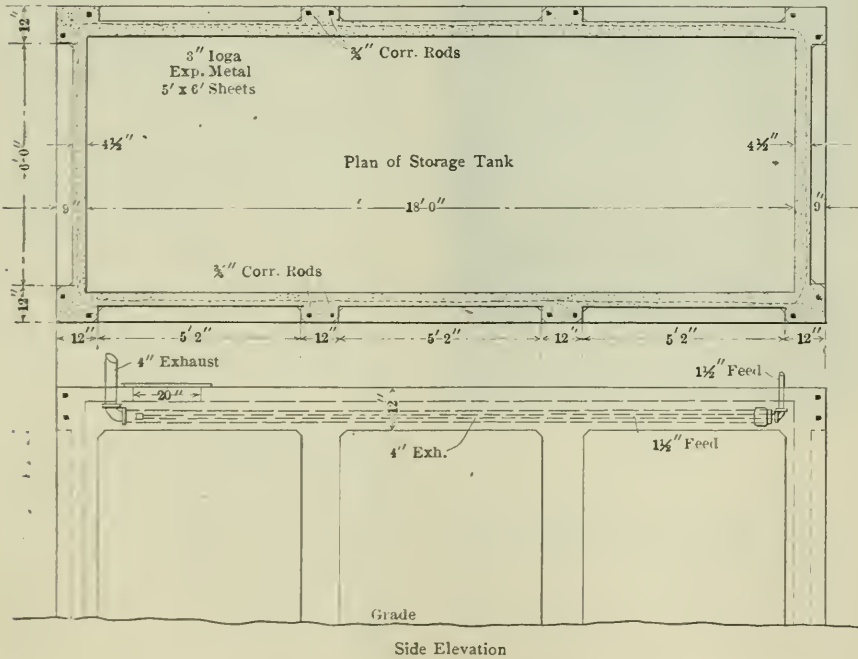 12"
3" Ioga
Exp. Metal
5' x 6' Sheets
¾" Corr. Rods
4½"
4½"
6'-0"
Plan of Storage Tank
9"
18'-0"
9"
¾" Corr. Rods
12"
12" 5'2" 12" 5'2" 12" 5'2" 12"
4" Exhaust
1½" Feed
20"
12"
4" Exh.
1½" Feed
Grade
Side Elevation